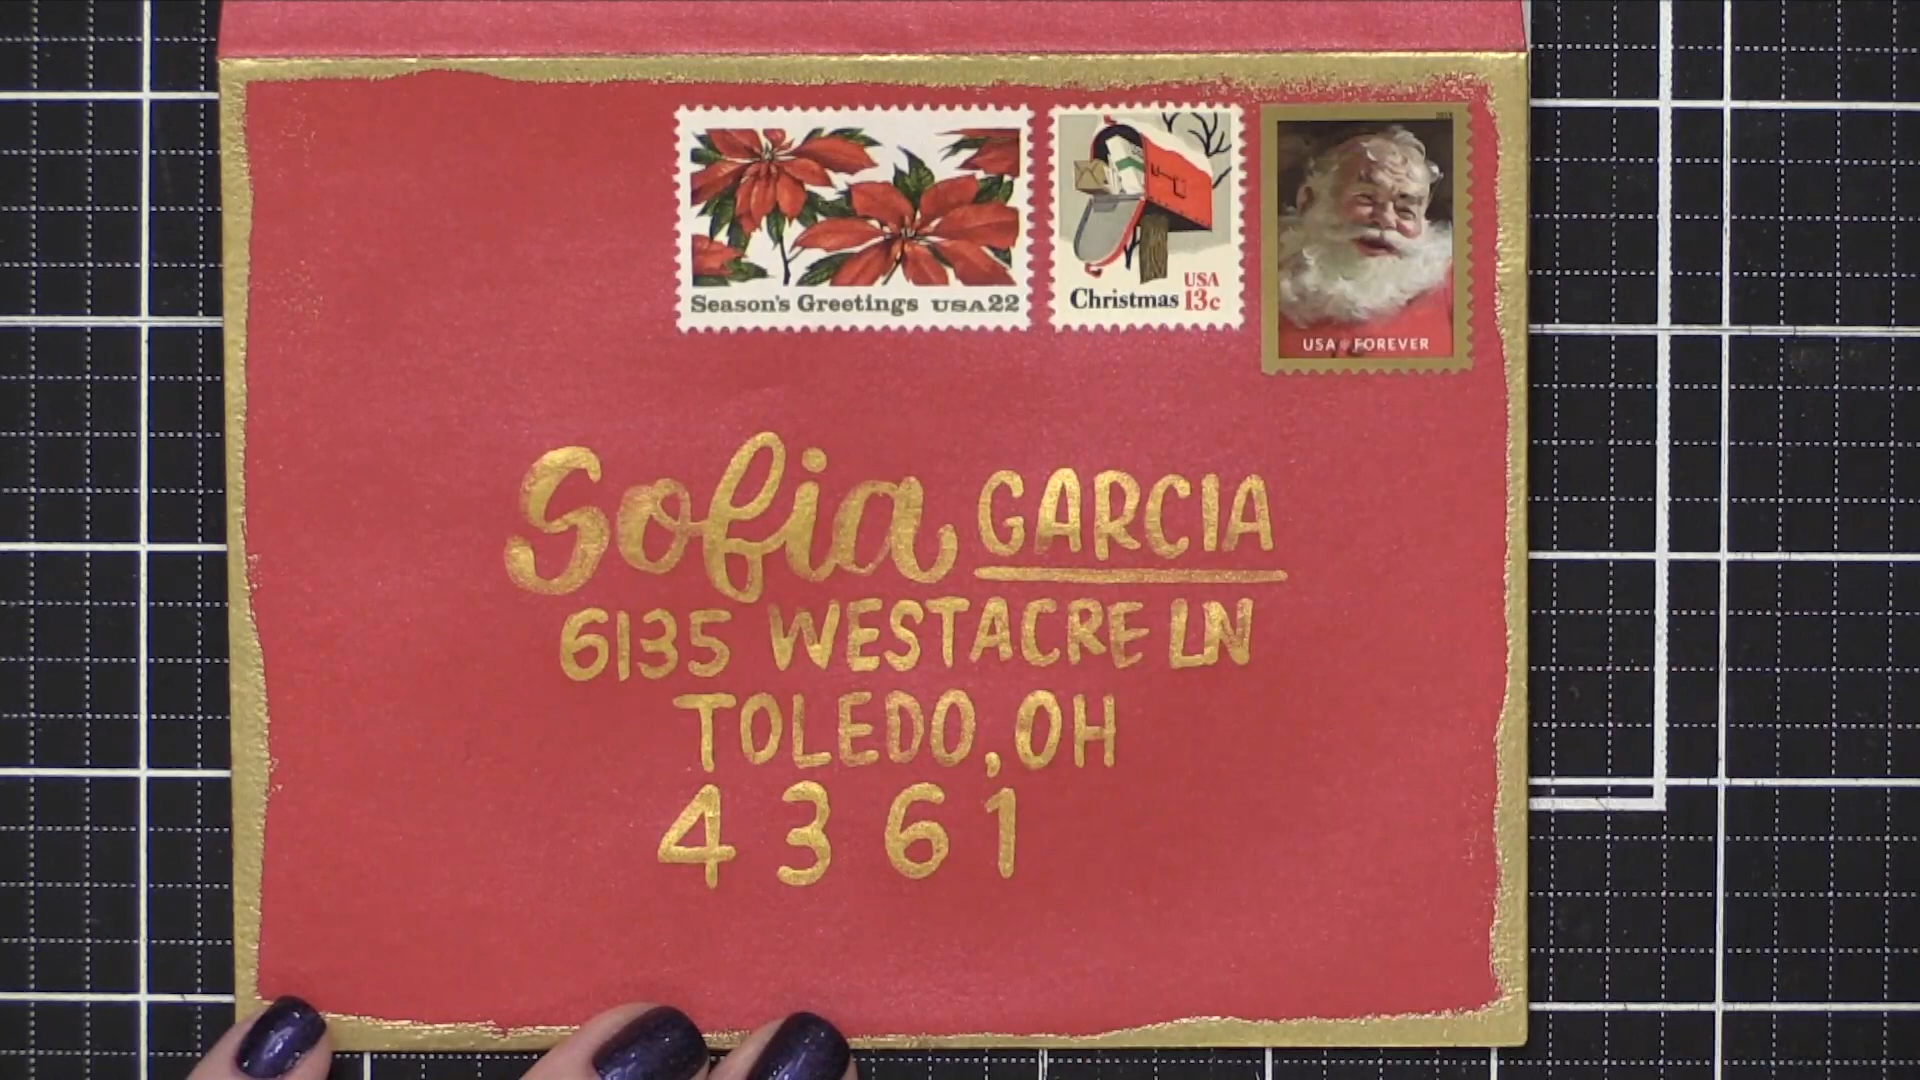 Season's Greetings USA22
Christmas USA 13c
USA FOREVER
Sofia GARCIA
6135 WESTACRE LN
TOLEDO, OH
4361